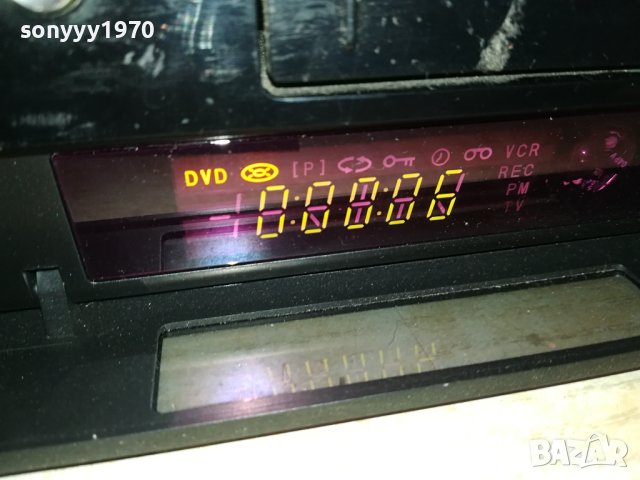 sonyyy1970
DVD [P] VCR
REC
0:00:06 PM
TV
BAZAR